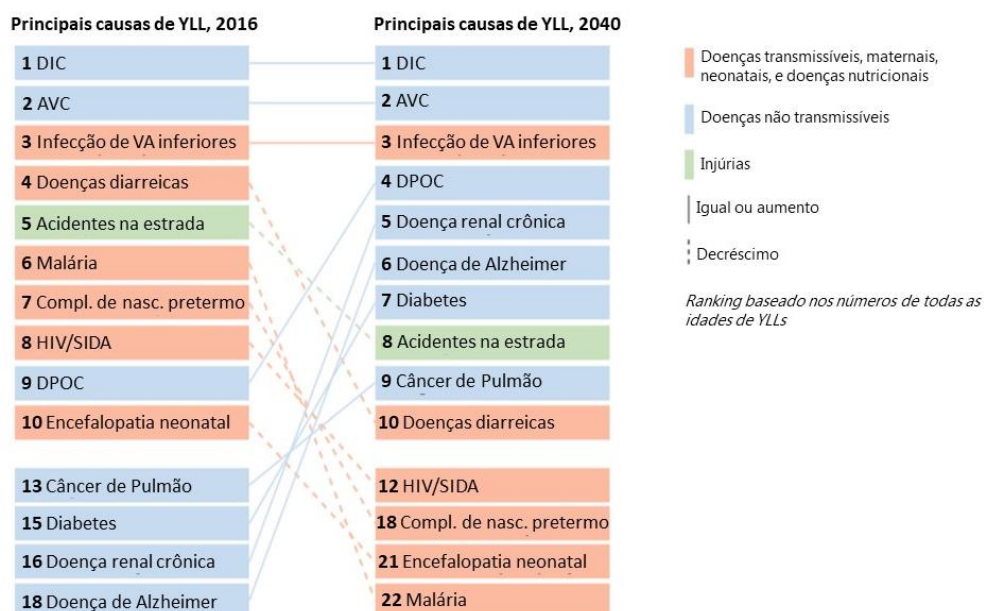 Principais causas de YLL, 2016
1 DIC
2 AVC
3 Infecção de VA inferiores
4 Doenças diarreicas
5 Acidentes na estrada
6 Malária
7 Compl. de nasc. pretermo
8 HIV/SIDA
9 DPOC
10 Encefalopatia neonatal
13 Câncer de Pulmão
15 Diabetes
16 Doença renal crônica
18 Doença de Alzheimer
Principais causas de YLL, 2040
1 DIC
2 AVC
3 Infecção de VA inferiores
4 DPOC
5 Doença renal crônica
6 Doença de Alzheimer
7 Diabetes
8 Acidentes na estrada
9 Câncer de Pulmão
10 Doenças diarreicas
12 HIV/SIDA
18 Compl. de nasc. pretermo
21 Encefalopatia neonatal
22 Malária
Doenças transmissíveis, maternais,
neonatais, e doenças nutricionais
Doenças não transmissíveis
Injúrias
Igual ou aumento
Decréscimo
Ranking baseado nos números de todas as
idades de YLLs